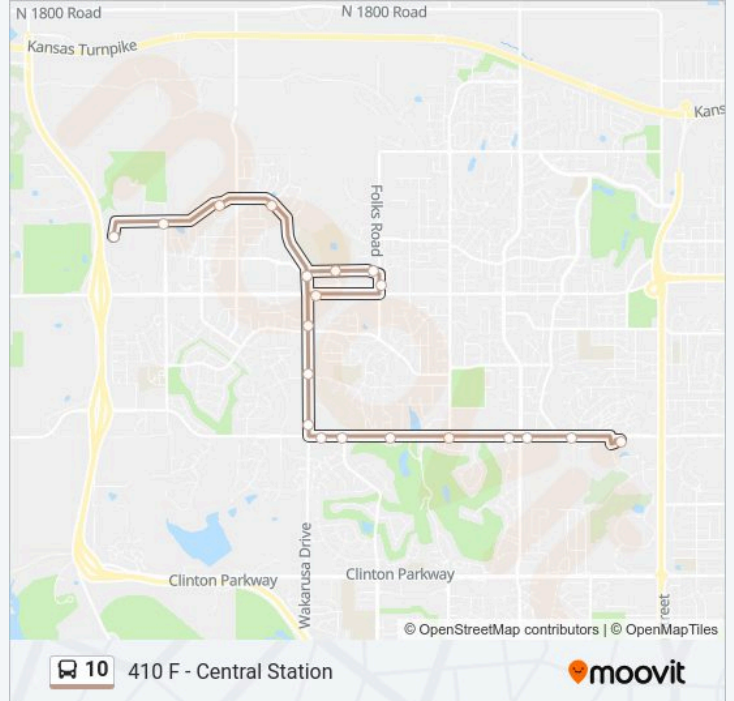 N 1800 Road
N 1800 Road
Kansas Turnpike
Kans
Folks Road
Wakarusa Drive
Clinton Parkway
Clinton Parkway
reet
© OpenStreetMap contributors | © OpenMapTiles
10 410 F - Central Station
moovit